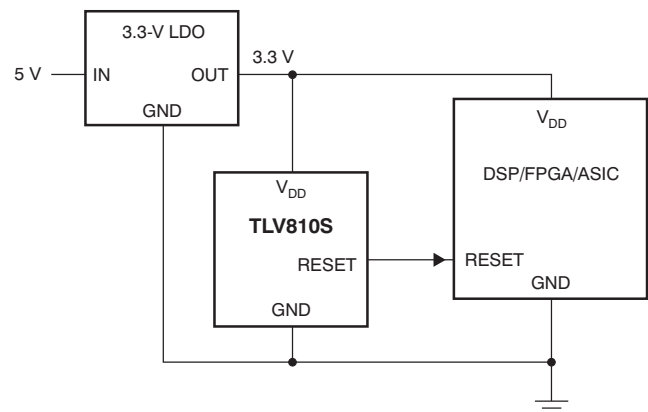 3.3-V LDO
5 V
IN
OUT
3.3 V
GND
VDD
DSP/FPGA/ASIC
VDD
TLV810S
RESET
RESET
GND
GND